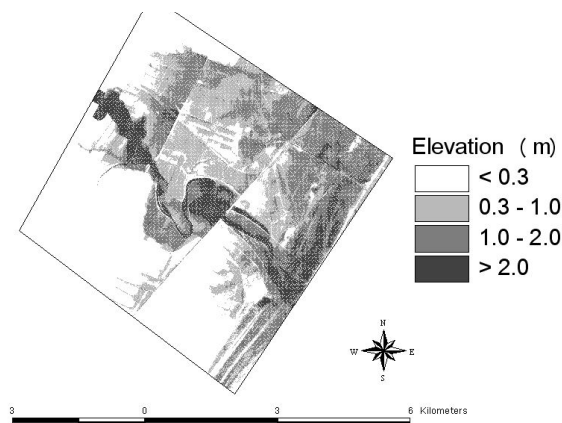 Elevation ( m)
< 0.3
0.3 - 1.0
1.0 - 2.0
> 2.0
N
W E
S
3 0 3 6 Kilometers